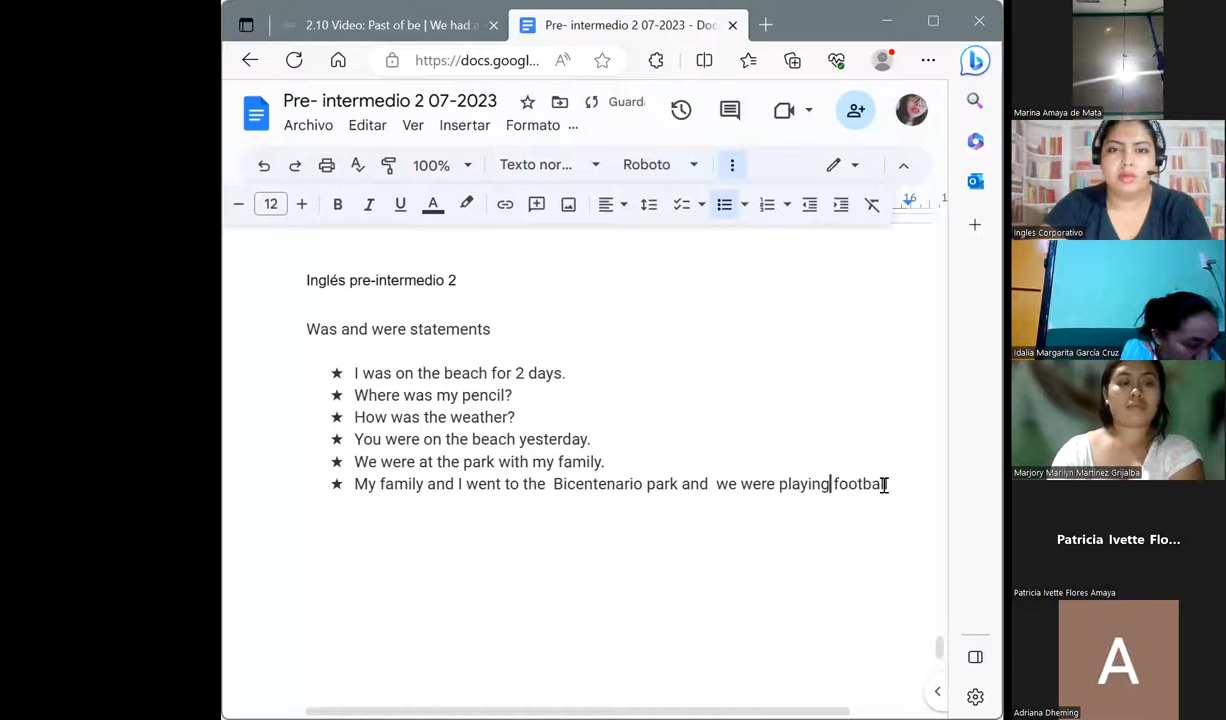 2.10 Video: Past of be | We had a
Pre- intermedio 2 07-2023 - Doc
https://docs.googl...
Pre- intermedio 2 07-2023
Guard
Archivo Editar Ver Insertar Formato ...
100% Texto nor... Roboto
12
16 1
Inglés pre-intermedio 2
Was and were statements
★ I was on the beach for 2 days.
★ Where was my pencil?
★ How was the weather?
★ You were on the beach yesterday.
★ We were at the park with my family.
★ My family and I went to the Bicentenario park and we were playing football
Marina Amaya de Mata
Ingles Corporativo
Idalia Margarita García Cruz
Marjory Marilyn Martinez Grijalba
Patricia Ivette Flo...
Patricia Ivette Flores Amaya
A
Adriana Dheming